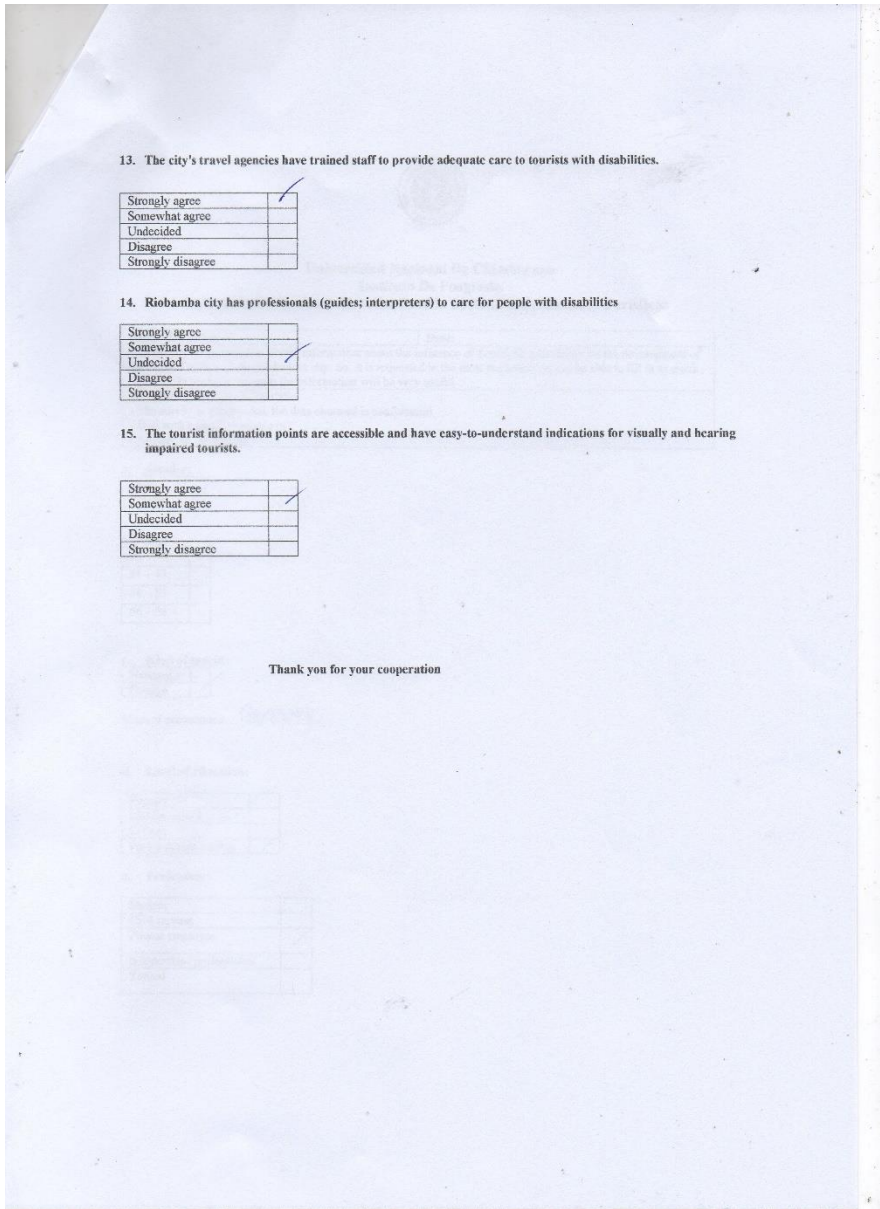 13. The city's travel agencies have trained staff to provide adequate care to tourists with disabilities.
Strongly agree
Somewhat agree
Undecided
Disagree
Strongly disagree
14. Riobamba city has professionals (guides; interpreters) to care for people with disabilities
Strongly agree
Somewhat agree
Undecided
Disagree
Strongly disagree
15. The tourist information points are accessible and have easy-to-understand indications for visually and hearing
impaired tourists.
Strongly agree
Somewhat agree
Undecided
Disagree
Strongly disagree
Thank you for your cooperation